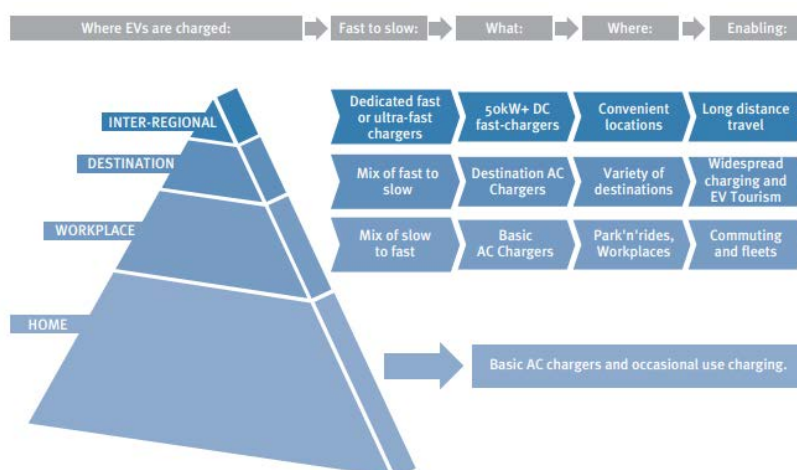 Where EVs are charged:
Fast to slow:
What:
Where:
Enabling:
INTER-REGIONAL
Dedicated fast
or ultra-fast
chargers
50kW+ DC
fast-chargers
Convenient
locations
Long distance
travel
DESTINATION
Mix of fast to
slow
Destination AC
Chargers
Variety of
destinations
Widespread
charging and
EV Tourism
WORKPLACE
Mix of slow
to fast
Basic
AC Chargers
Park'n'rides,
Workplaces
Commuting
and fleets
HOME
Basic AC chargers and occasional use charging.